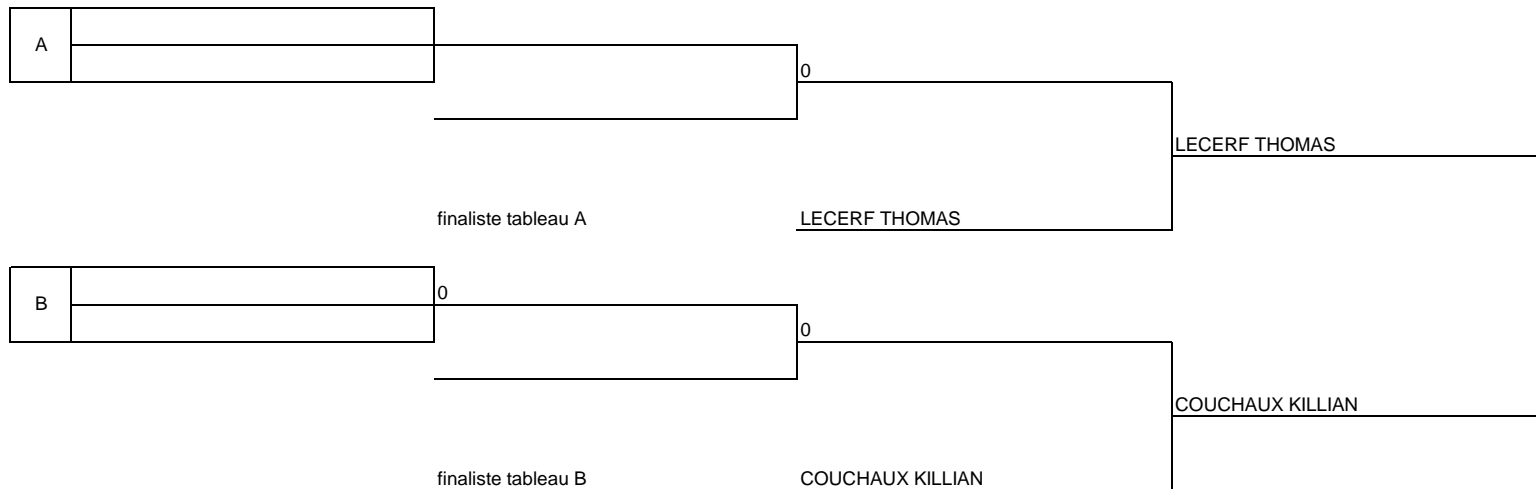 A
0
LECERF THOMAS
finaliste tableau A
LECERF THOMAS
B
0
0
COUCHAUX KILLIAN
finaliste tableau B
COUCHAUX KILLIAN